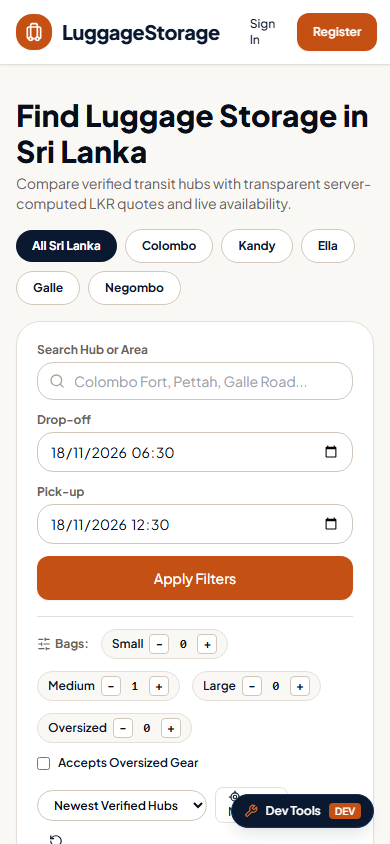 LuggageStorage
Sign
In
Register
Find Luggage Storage in
Sri Lanka
Compare verified transit hubs with transparent server-
computed LKR quotes and live availability.
All Sri Lanka
Colombo
Kandy
Ella
Galle
Negombo
Search Hub or Area
Colombo Fort, Pettah, Galle Road...
Drop-off
18/11/2026 06:30
Pick-up
18/11/2026 12:30
Apply Filters
Bags:
Small − 0 +
Medium − 1 +
Large − 0 +
Oversized − 0 +
Accepts Oversized Gear
Newest Verified Hubs
Dev Tools DEV